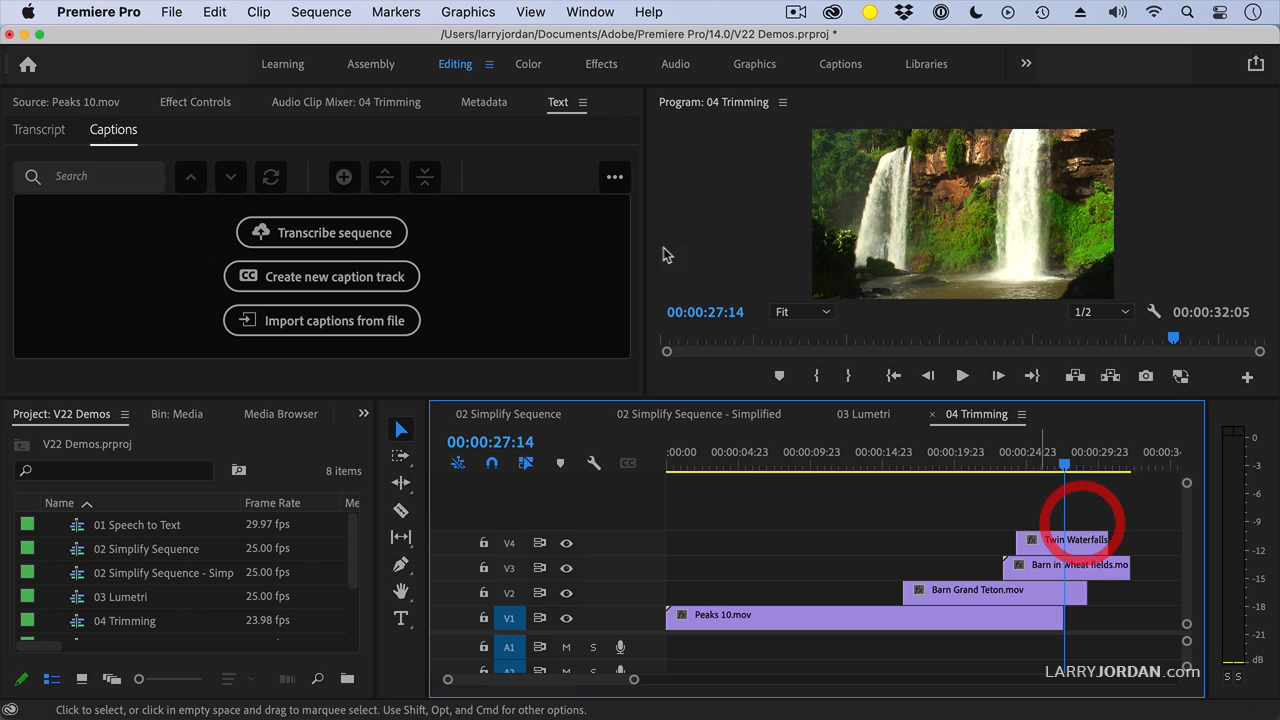 Premiere Pro File Edit Clip Sequence Markers Graphics View Window Help
/Users/larryjordan/Documents/Adobe/Premiere Pro/14.0/V22 Demos.prproj *
Learning Assembly Editing Color Effects Audio Graphics Captions Libraries
Source: Peaks 10.mov Effect Controls Audio Clip Mixer: 04 Trimming Metadata Text
Program: 04 Trimming
Transcript Captions
Search
Transcribe sequence
CC Create new caption track
Import captions from file
00:00:27:14 Fit 1/2 00:00:32:05
Project: V22 Demos Bin: Media Media Browser
V22 Demos.prproj
8 items
Name Frame Rate Me
01 Speech to Text 29.97 fps
02 Simplify Sequence 25.00 fps
02 Simplify Sequence - Simp 25.00 fps
03 Lumetri 25.00 fps
04 Trimming 23.98 fps
02 Simplify Sequence 02 Simplify Sequence - Simplified 03 Lumetri × 04 Trimming
00:00:27:14
CC
:00:00 00:00:04:23 00:00:09:23 00:00:14:23 00:00:19:23 00:00:24:23 00:00:29:23 00:00:34
V4 fx Twin Waterfalls
V3 fx Barn in wheat fields.mo
V2 fx Barn Grand Teton.mov
V1 fx Peaks 10.mov
A1 M S
A2 M S
0
-3
-6
-9
-12
-15
-18
-21
dB
S S
LARRYJORDAN.com
Click to select, or click in empty space and drag to marquee select. Use Shift, Opt, and Cmd for other options.